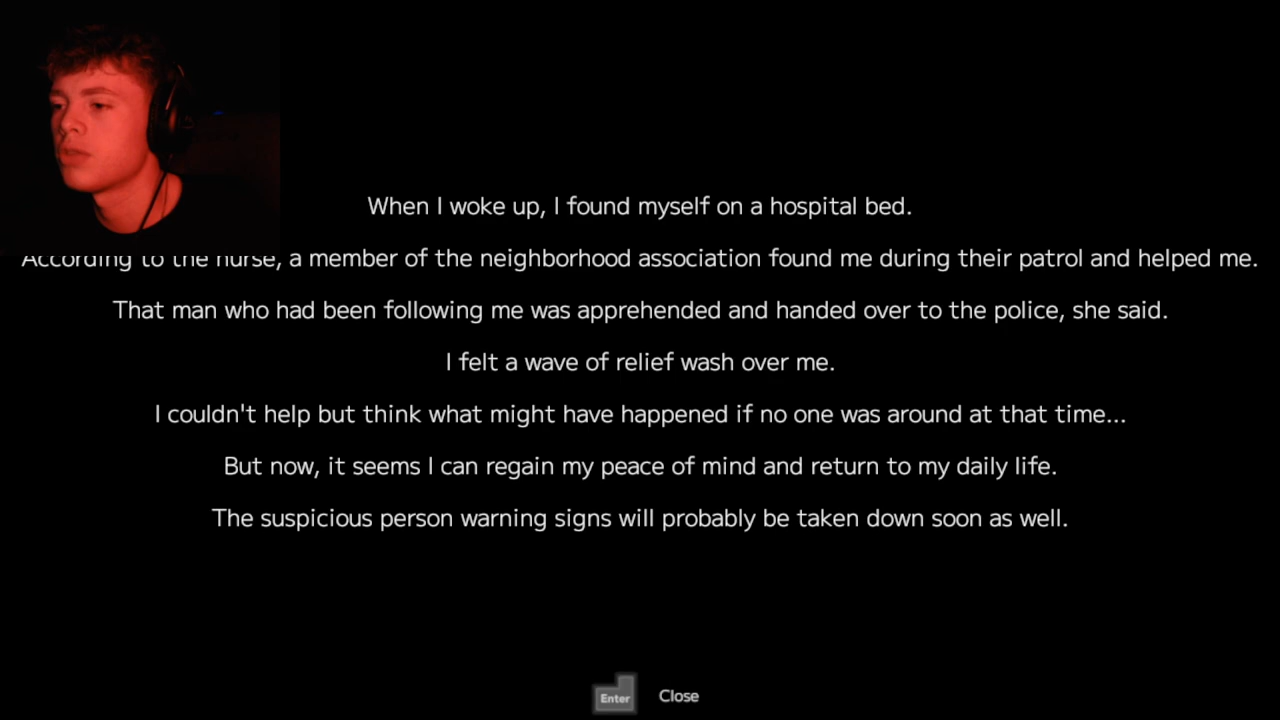 When I woke up, I found myself on a hospital bed.
According to the nurse, a member of the neighborhood association found me during their patrol and helped me.
That man who had been following me was apprehended and handed over to the police, she said.
I felt a wave of relief wash over me.
I couldn't help but think what might have happened if no one was around at that time...
But now, it seems I can regain my peace of mind and return to my daily life.
The suspicious person warning signs will probably be taken down soon as well.
Enter Close